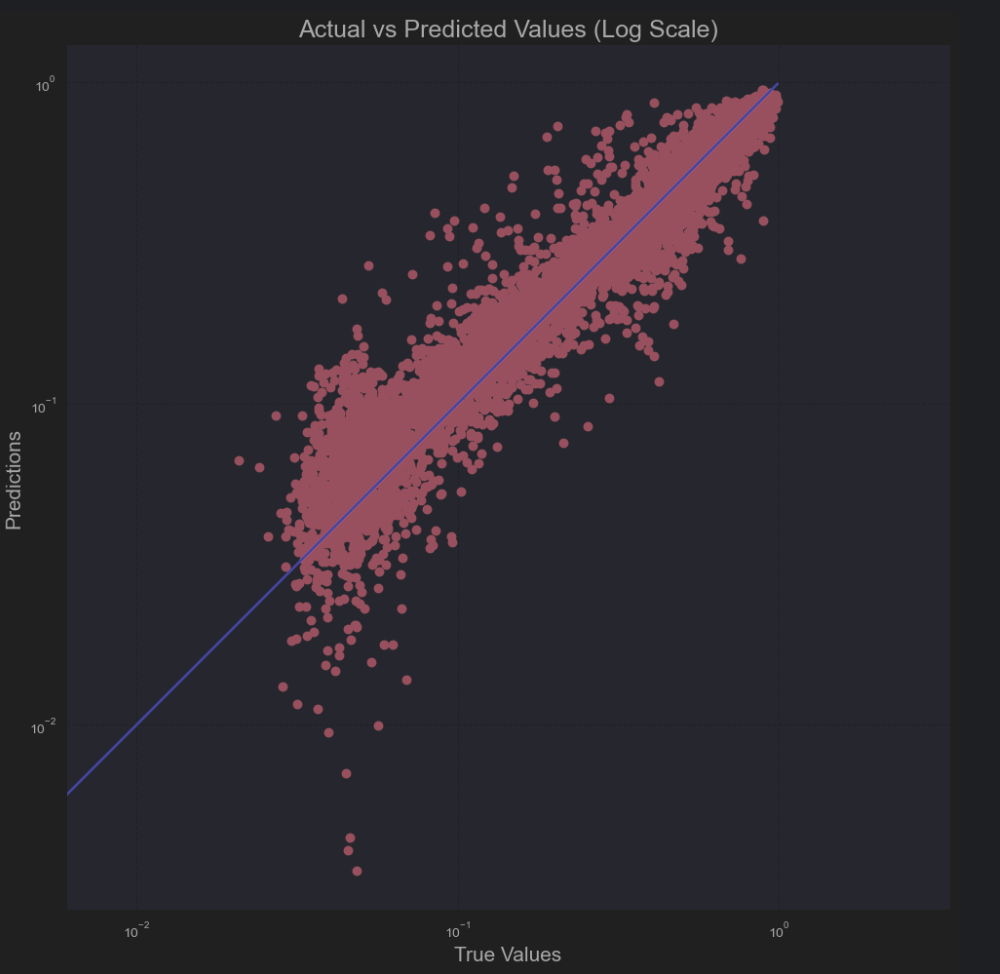 Actual vs Predicted Values (Log Scale)
10⁰
10⁻¹
10⁻²
Predictions
10⁻² 10⁻¹ 10⁰
True Values